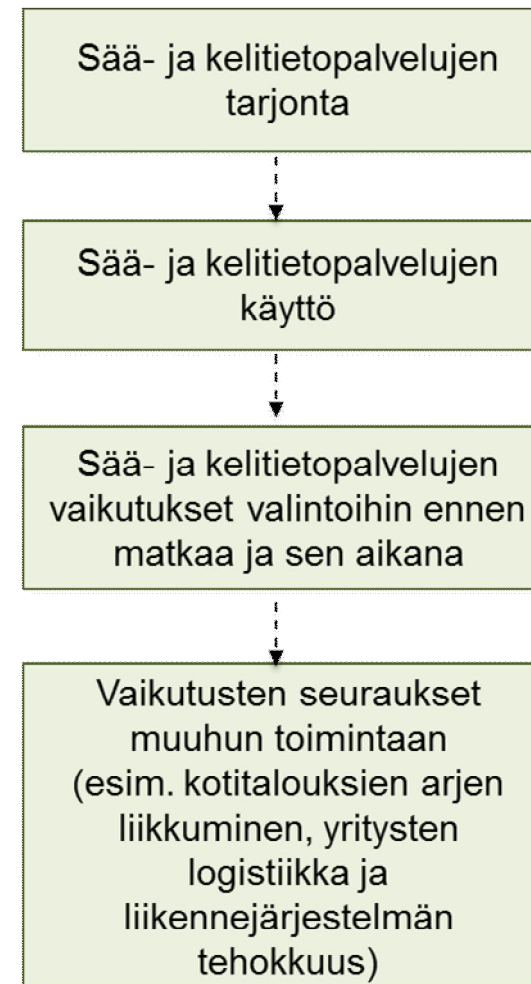 Sää- ja kelitietopalvelujen
tarjonta
Sää- ja kelitietopalvelujen
käyttö
Sää- ja kelitietopalvelujen
vaikutukset valintoihin ennen
matkaa ja sen aikana
Vaikutusten seuraukset
muuhun toimintaan
(esim. kotitalouksien arjen
liikkuminen, yritysten
logistiikka ja
liikennejärjestelmän
tehokkuus)